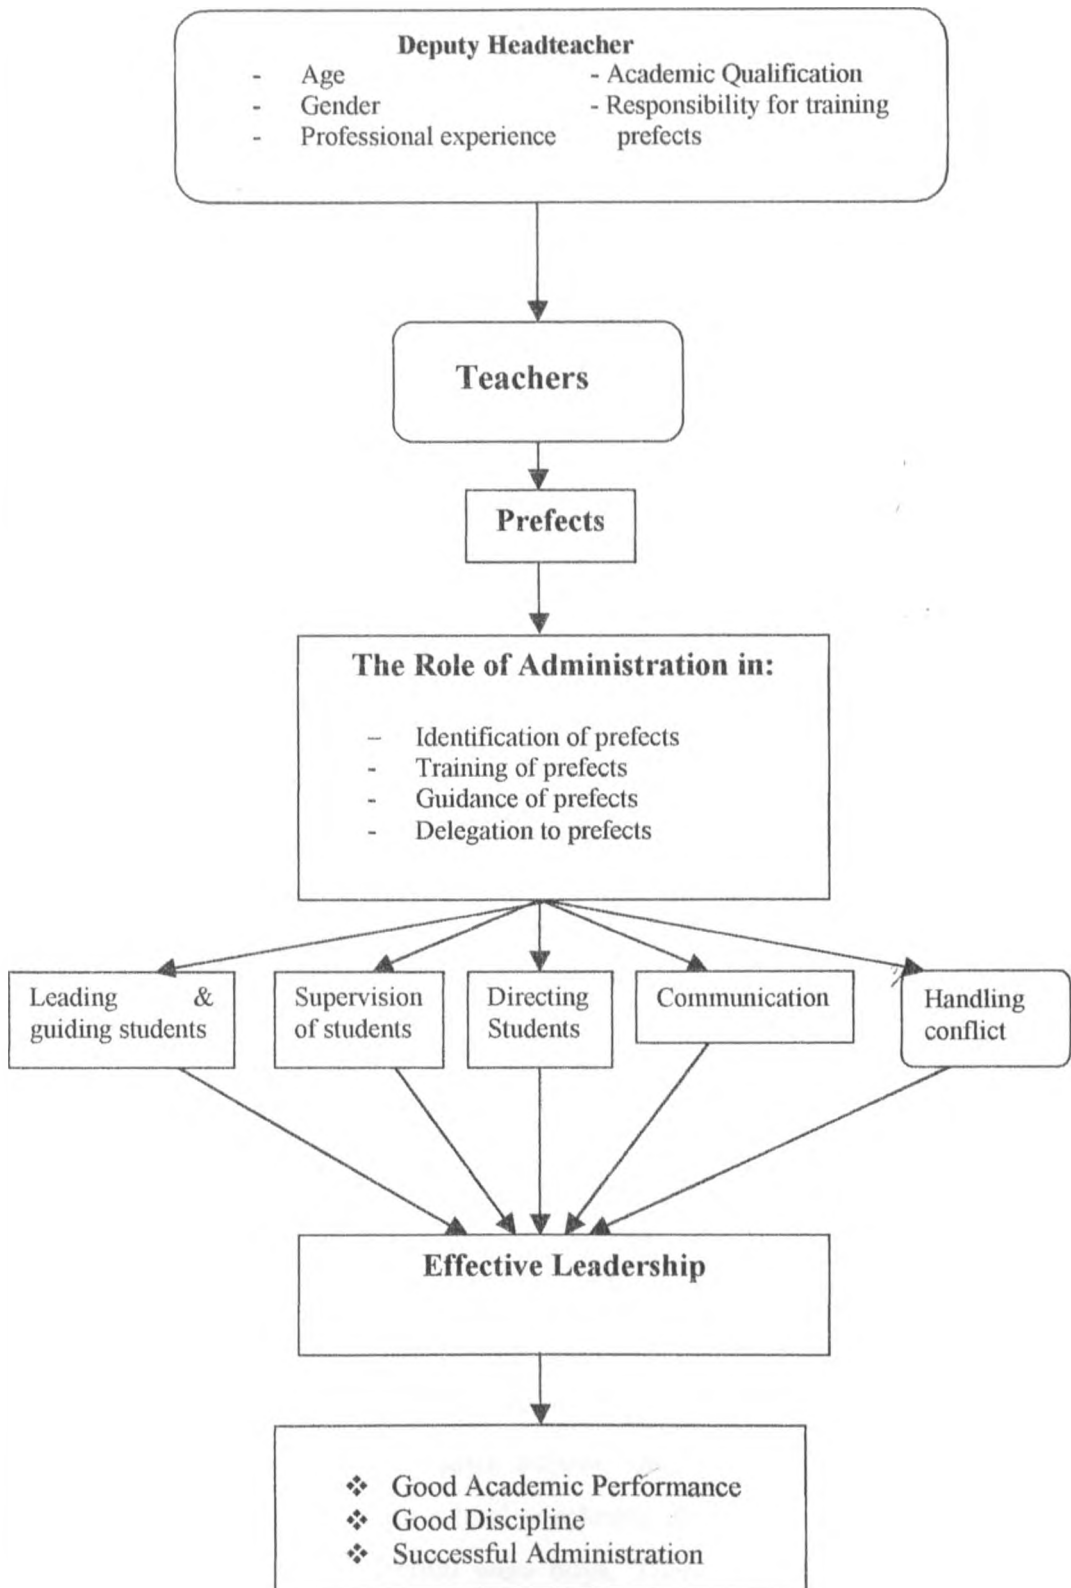 Deputy Headteacher
- Age - Academic Qualification
- Gender - Responsibility for training
- Professional experience prefects
Teachers
Prefects
The Role of Administration in:
– Identification of prefects
- Training of prefects
- Guidance of prefects
- Delegation to prefects
Leading &
guiding students
Supervision
of students
Directing
Students
Communication
Handling
conflict
Effective Leadership
❖ Good Academic Performance
❖ Good Discipline
❖ Successful Administration